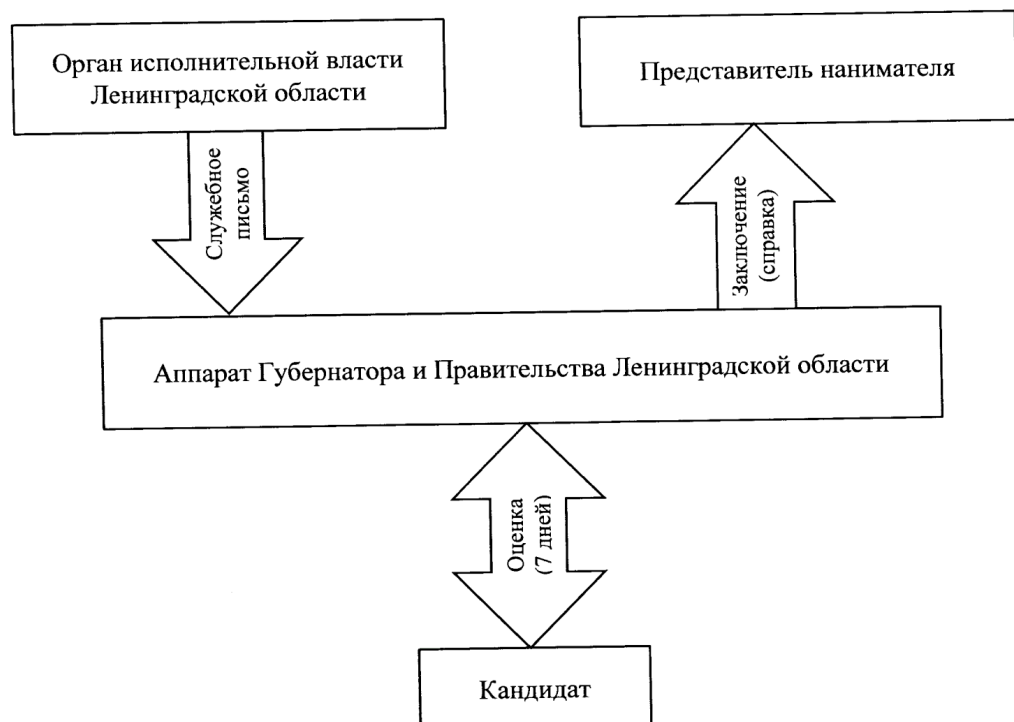 Орган исполнительной власти
Ленинградской области
Представитель нанимателя
Служебное
письмо
Заключение
(справка)
Аппарат Губернатора и Правительства Ленинградской области
Оценка
(7 дней)
Кандидат